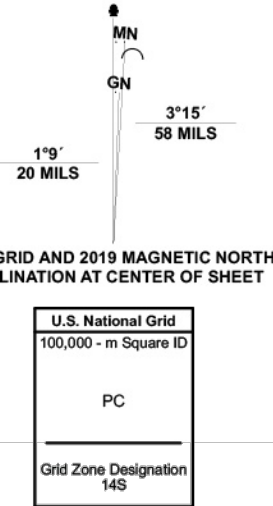 MN
GN
3°15´
58 MILS
1°9´
20 MILS
GRID AND 2019 MAGNETIC NORTH
LINATION AT CENTER OF SHEET
U.S. National Grid
100,000 - m Square ID
PC
Grid Zone Designation
14S